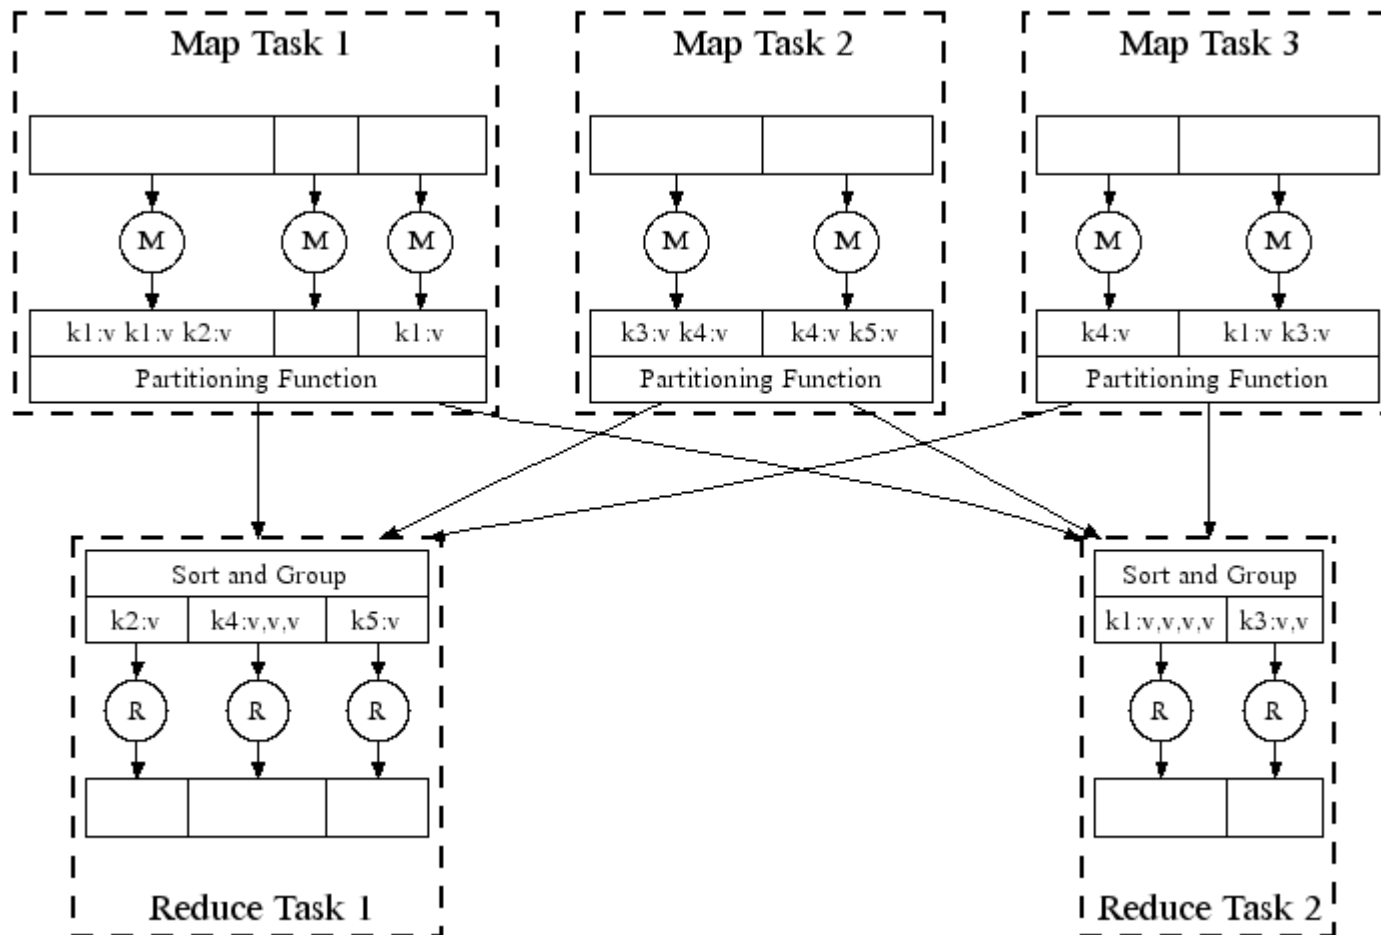 Map Task 1 Map Task 2 Map Task 3
M M M M M M M
k1:v k1:v k2:v k1:v k3:v k4:v k4:v k5:v k4:v k1:v k3:v
Partitioning Function Partitioning Function Partitioning Function
Sort and Group Sort and Group
k2:v k4:v,v,v k5:v k1:v,v,v,v k3:v,v
R R R R R
Reduce Task 1 Reduce Task 2